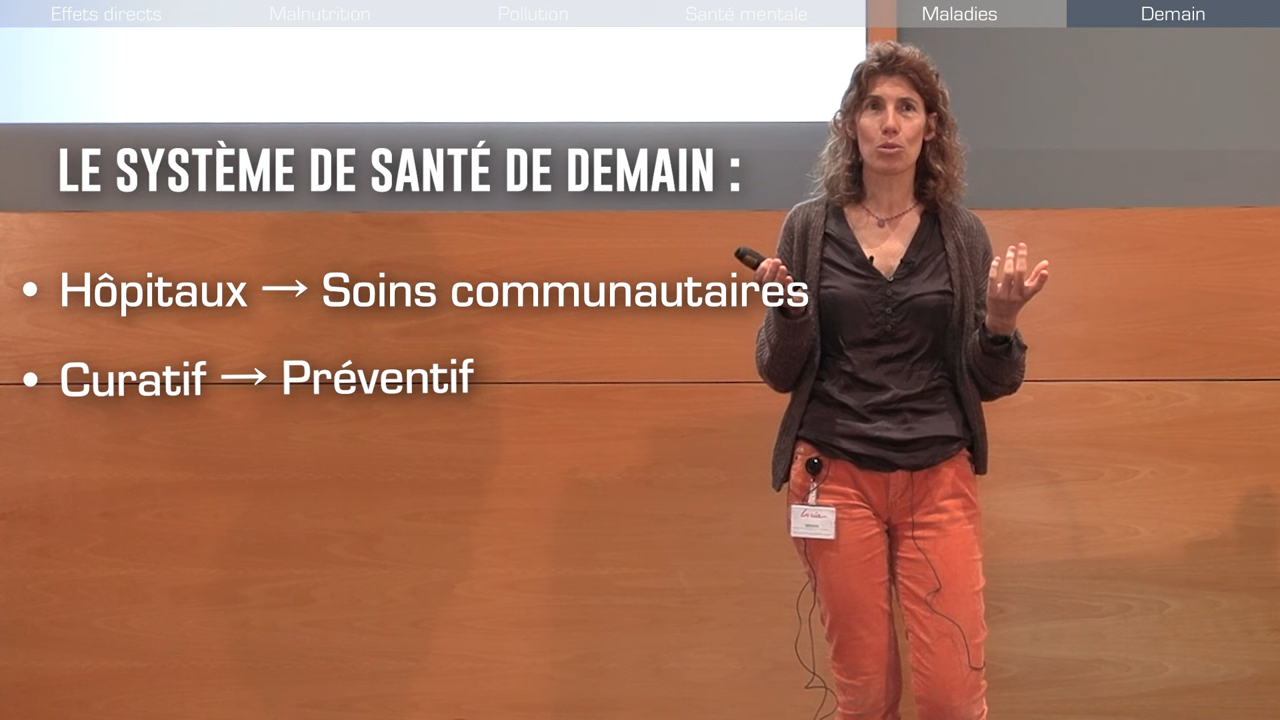 Effets directs
Malnutrition
Pollution
Santé mentale
Maladies
Demain
LE SYSTÈME DE SANTÉ DE DEMAIN :
• Hôpitaux → Soins communautaires
• Curatif → Préventif